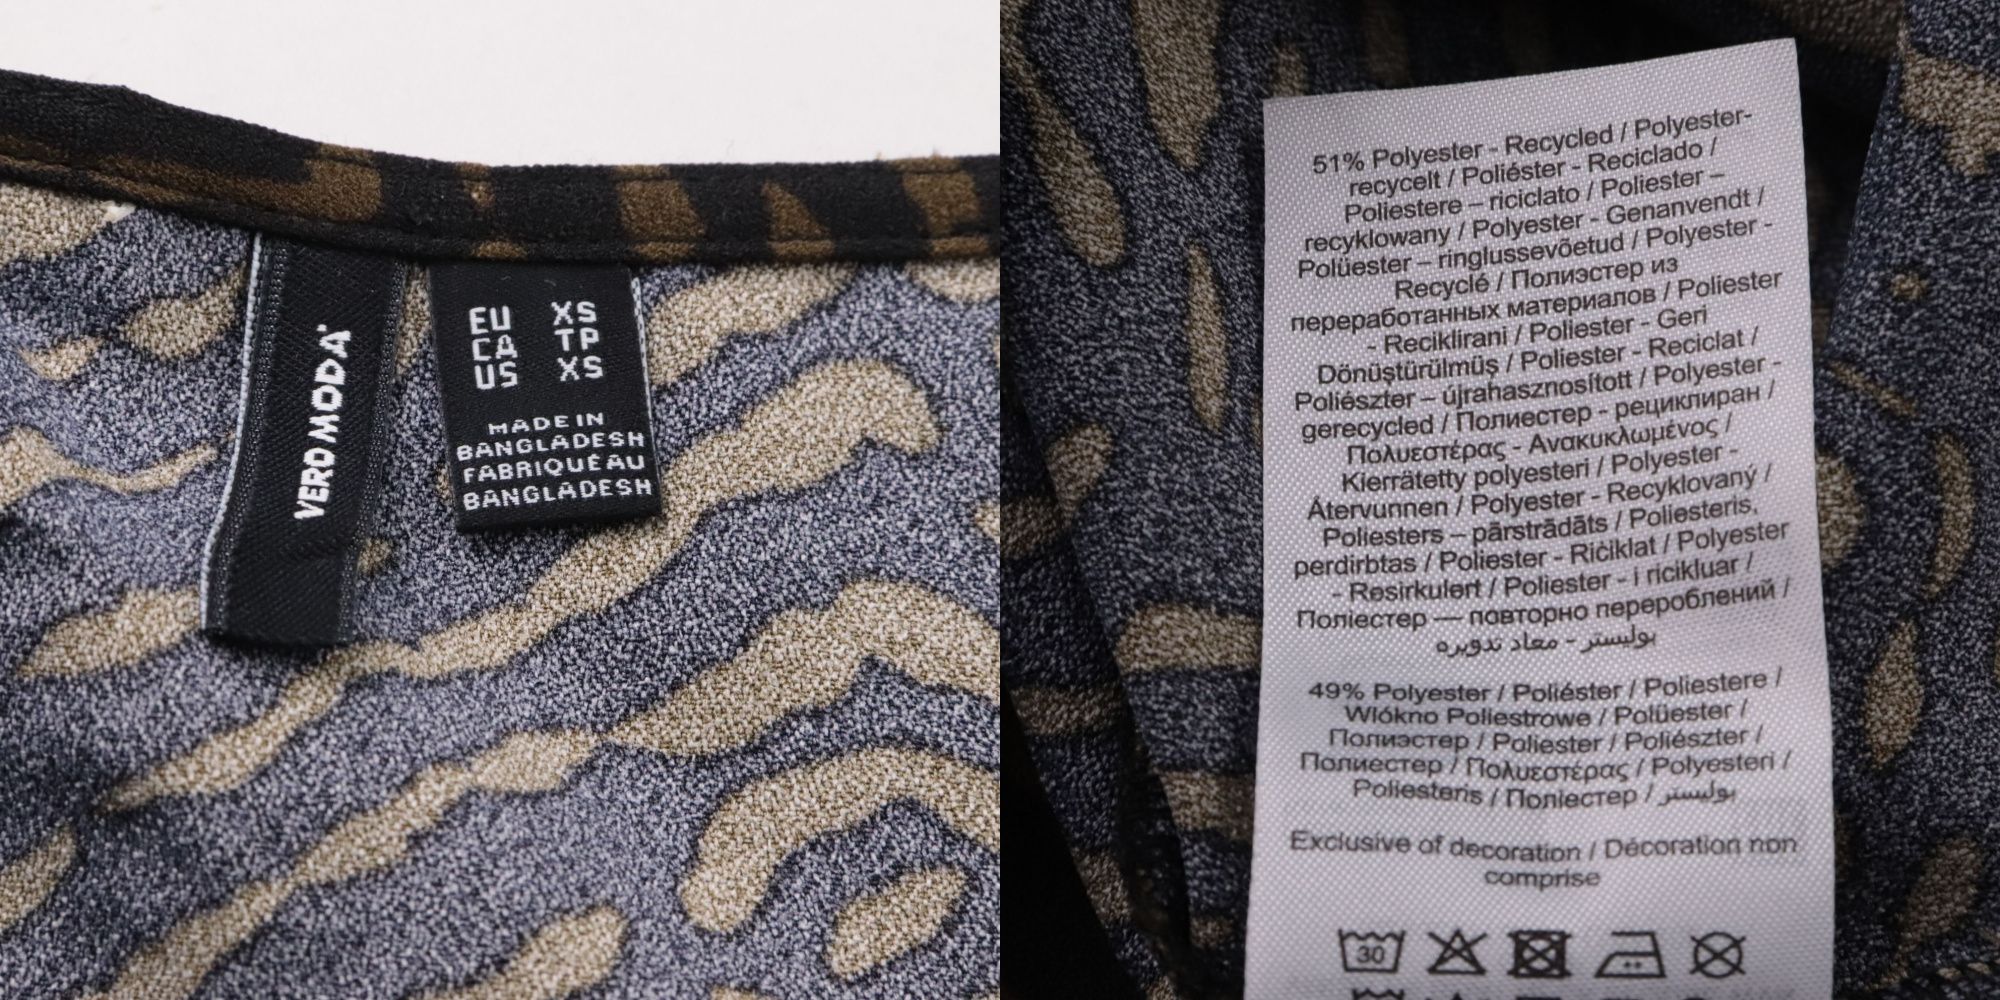 VERO MODA
EU XS
CA TP
US XS
MADE IN
BANGLADESH
FABRIQUÉ AU
BANGLADESH
51% Polyester - Recycled / Polyester-
recycelt / Poliéster - Reciclado /
Poliestere – riciclato / Poliester –
recyklowany / Polyester - Genanvendt /
Polüester – ringlussevõetud / Polyester -
Recyclé / Полиэстер из
переработанных материалов / Poliester
- Reciklirani / Poliester - Geri
Dönüştürülmüş / Poliester - Reciclat /
Poliészter – újrahasznosított / Polyester -
gerecycled / Полиестер - рециклиран /
Πολυεστέρας - Ανακυκλωμένος /
Kierrätetty polyesteri / Polyester -
Återvunnen / Polyester - Recyklovaný /
Poliesters – pārstrādāts / Poliesteris,
perdirbtas / Poliester - Ričiklat / Polyester
- Resirkulert / Poliester - i ricikluar /
Поліестер — повторно перероблений /
بوليستر - معاد تدويره
49% Polyester / Poliéster / Poliestere /
Wlókno Poliestrowe / Polüester /
Полиэстер / Poliester / Poliészter /
Полиестер / Πολυεστέρας / Polyesteri /
Poliesteris / Поліестер / بوليستر
Exclusive of decoration / Décoration non
comprise
30